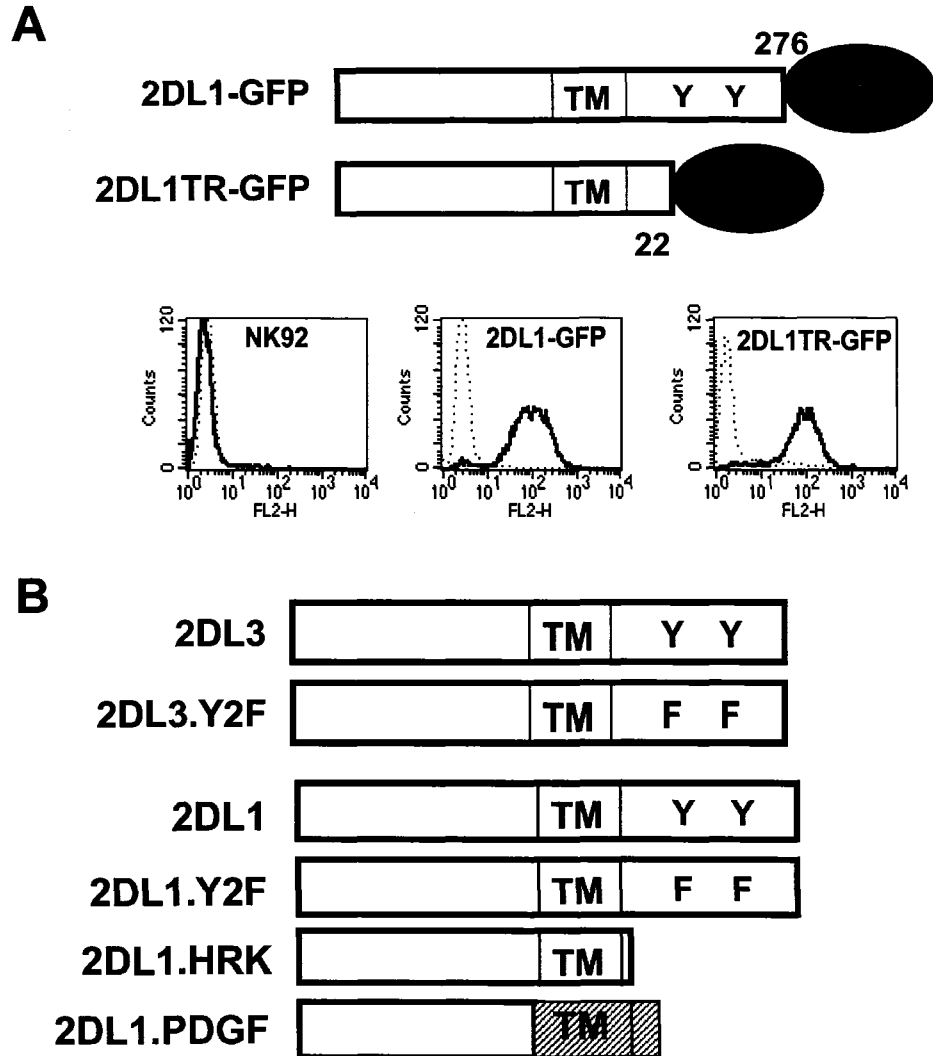 A
276
2DL1-GFP
TM Y Y
2DL1TR-GFP
TM
22
120
Counts
0
NK92
10^0 10^1 10^2 10^3 10^4
FL2-H
120
Counts
0
2DL1-GFP
10^0 10^1 10^2 10^3 10^4
FL2-H
120
Counts
0
2DL1TR-GFP
10^0 10^1 10^2 10^3 10^4
FL2-H
B
2DL3
TM Y Y
2DL3.Y2F
TM F F
2DL1
TM Y Y
2DL1.Y2F
TM F F
2DL1.HRK
TM
2DL1.PDGF
TM